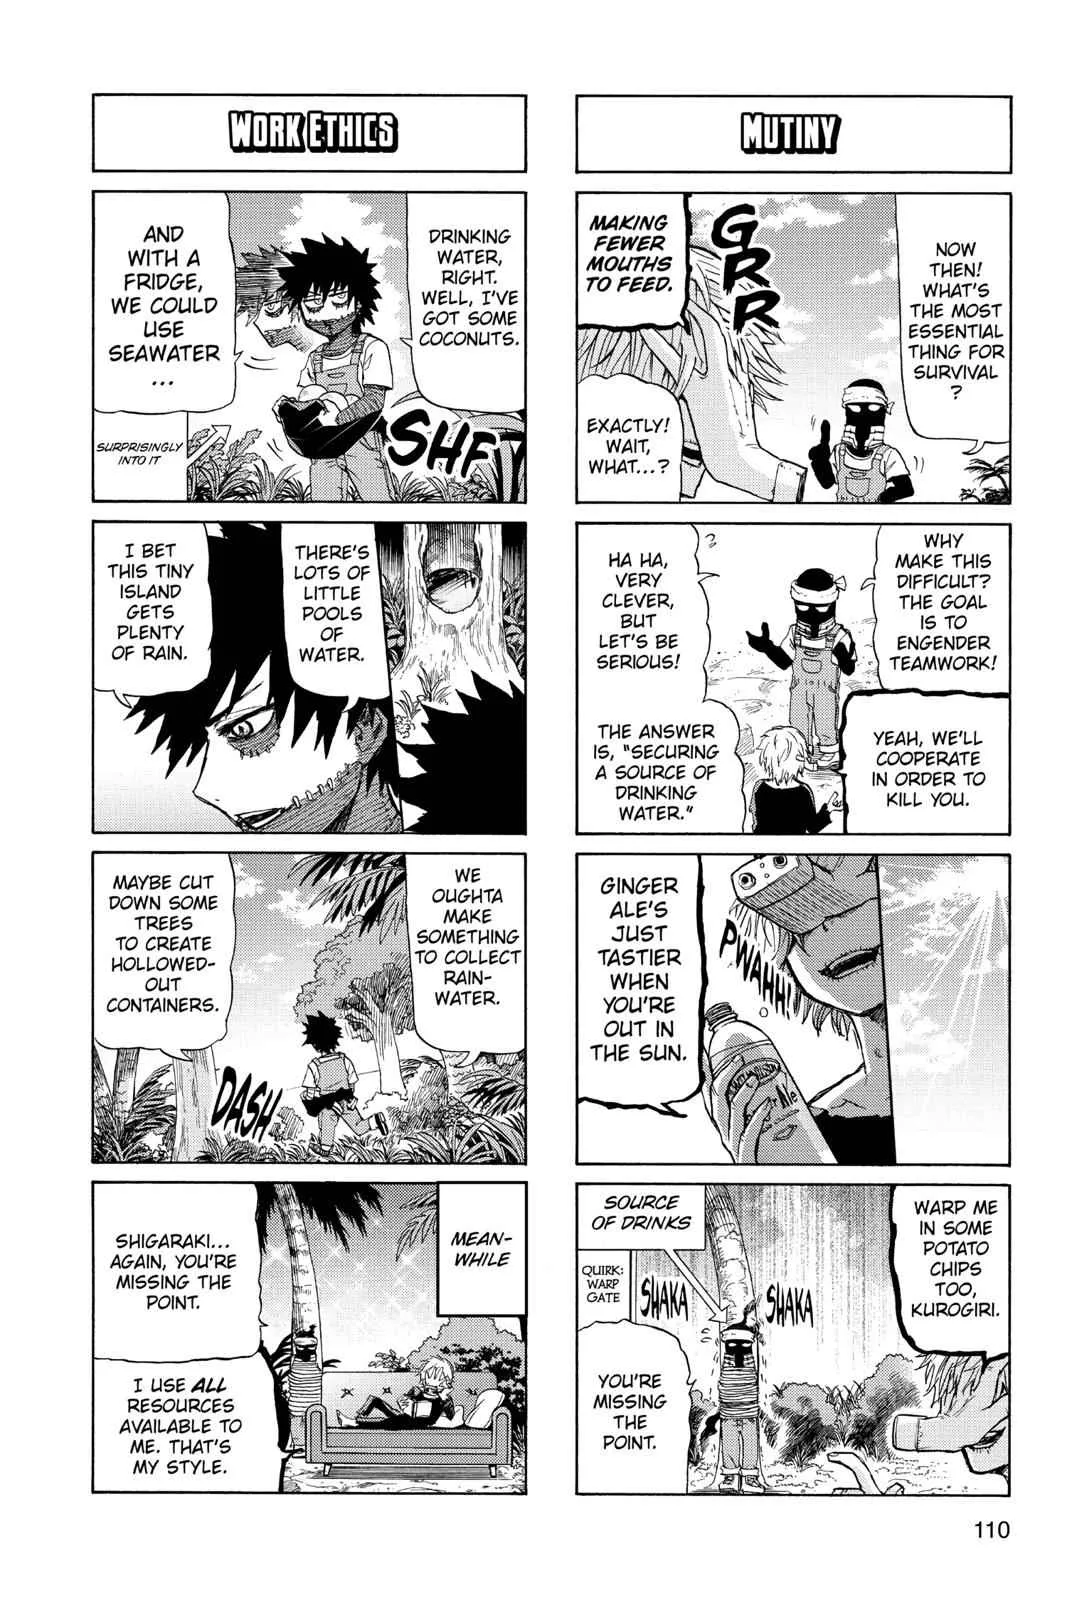 MUTINY
NOW
THEN!
WHAT'S
THE MOST
ESSENTIAL
THING FOR
SURVIVAL
?
GRR
MAKING
FEWER
MOUTHS
TO FEED.
EXACTLY!
WAIT,
WHAT...?
WHY
MAKE THIS
DIFFICULT?
THE GOAL
IS TO
ENGENDER
TEAMWORK!
HA HA,
VERY
CLEVER,
BUT
LET'S BE
SERIOUS!
THE ANSWER
IS, "SECURING
A SOURCE OF
DRINKING
WATER."
YEAH, WE'LL
COOPERATE
IN ORDER TO
KILL YOU.
PWAHH!
GINGER
ALE'S
JUST
TASTIER
WHEN
YOU'RE
OUT IN
THE SUN.
WARP ME
IN SOME
POTATO
CHIPS
TOO,
KUROGIRI.
SOURCE
OF DRINKS
QUIRK:
WARP
GATE
SHAKA
SHAKA
YOU'RE
MISSING
THE
POINT.
WORK ETHICS
DRINKING
WATER,
RIGHT.
WELL, I'VE
GOT SOME
COCONUTS.
SHF
AND
WITH A
FRIDGE,
WE COULD
USE
SEAWATER
...
SURPRISINGLY
INTO IT
THERE'S
LOTS OF
LITTLE
POOLS
OF
WATER.
I BET
THIS TINY
ISLAND
GETS
PLENTY
OF RAIN.
WE
OUGHTA
MAKE
SOMETHING
TO COLLECT
RAIN-
WATER.
MAYBE CUT
DOWN SOME
TREES
TO CREATE
HOLLOWED-
OUT
CONTAINERS.
DASH
MEAN-
WHILE
SHIGARAKI...
AGAIN, YOU'RE
MISSING THE
POINT.
I USE ALL
RESOURCES
AVAILABLE TO
ME. THAT'S
MY STYLE.
110